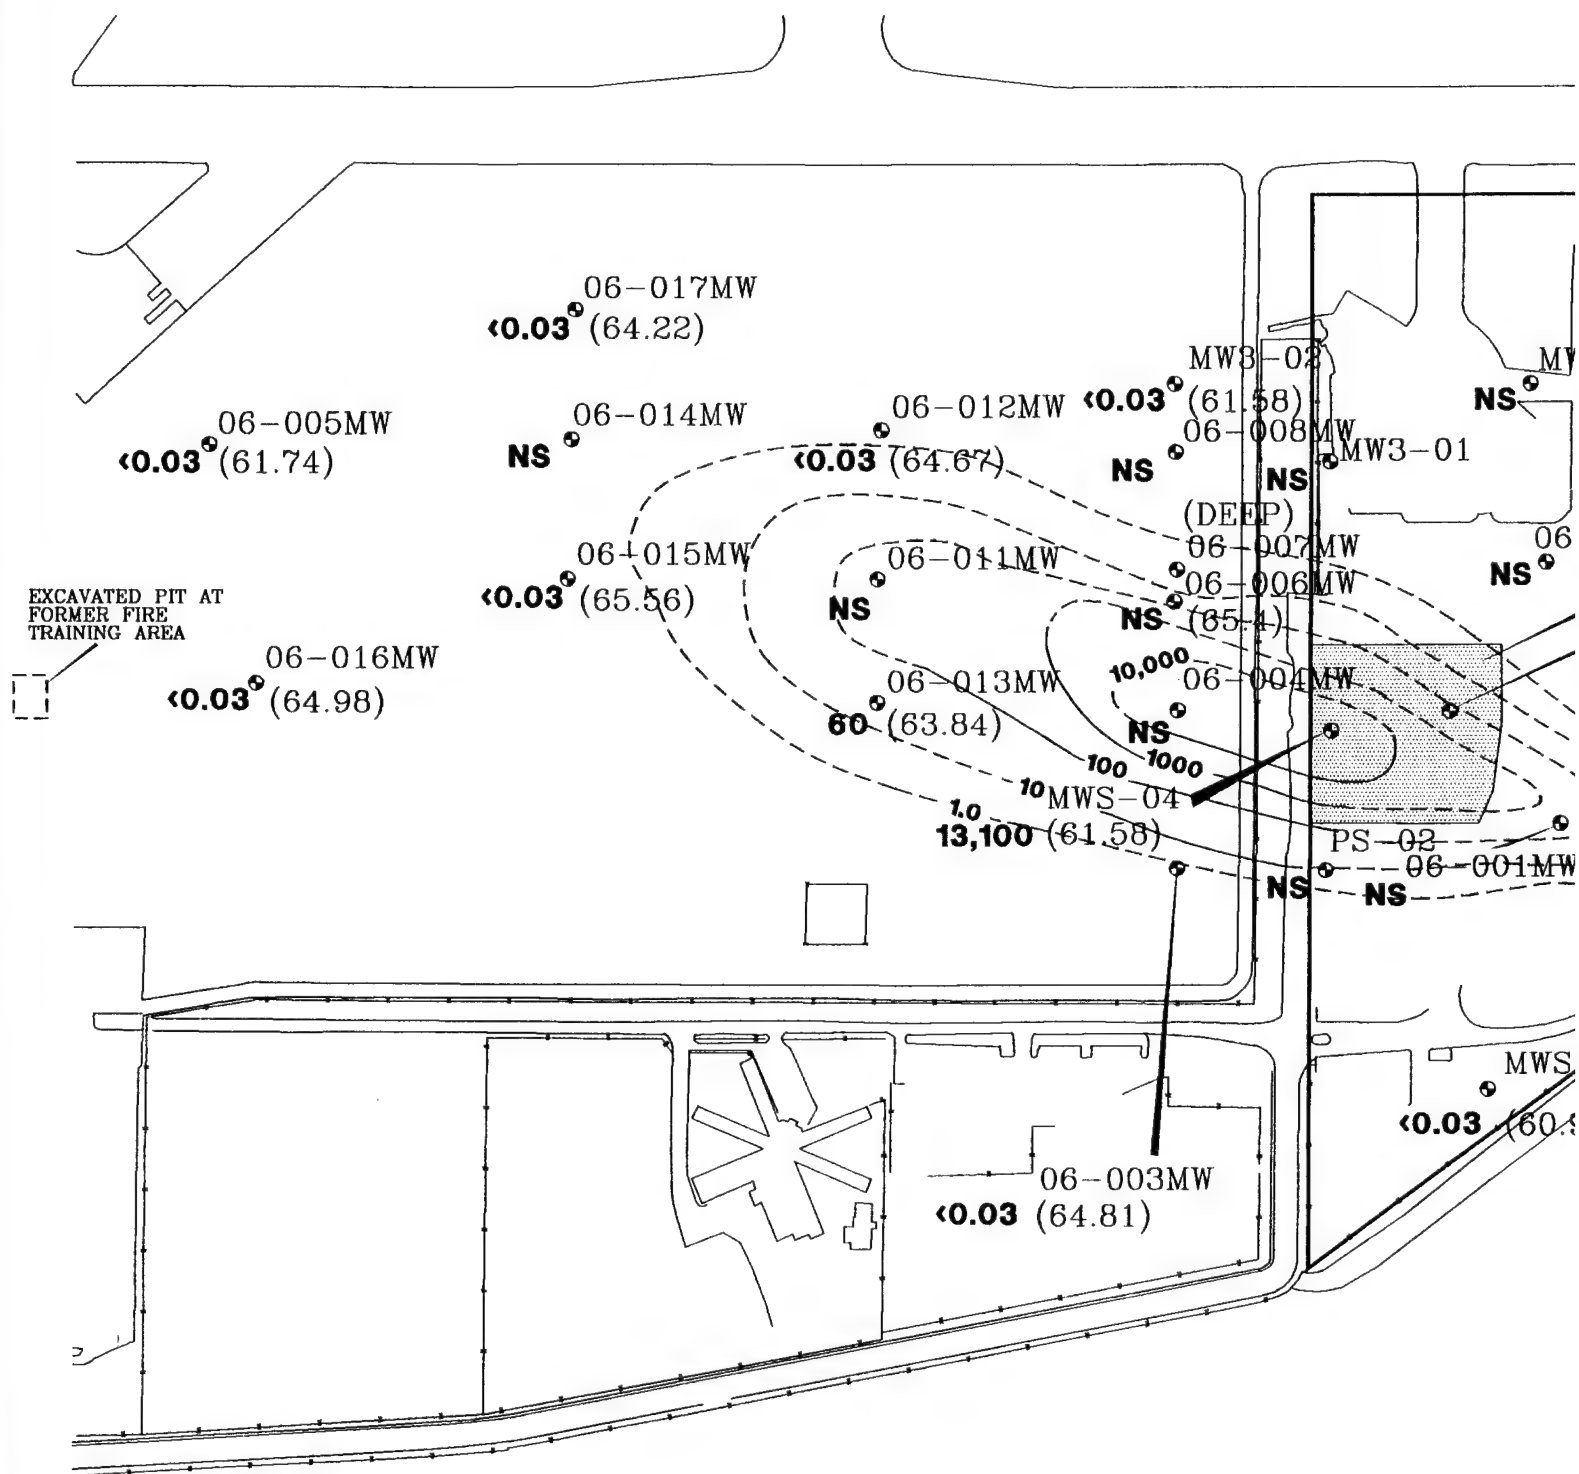 06-017MW
<0.03 (64.22)
MW3-02
<0.03 (61.58)
MW
NS
06-005MW
<0.03 (61.74)
06-014MW
NS
06-012MW
<0.03 (64.67)
06-008MW
NS
MW3-01
NS
(DEEP)
06-007MW
06-015MW
<0.03 (65.56)
06-011MW
NS
06-006MW
NS (65.4)
06
NS
EXCAVATED PIT AT
FORMER FIRE
TRAINING AREA
06-016MW
<0.03 (64.98)
10,000
06-013MW
60 (63.84)
06-004MW
NS
100
1000
10
1.0
MWS-04
13,100 (61.58)
PS-02
NS
06-001MW
NS
MWS
<0.03 (60.9
06-003MW
<0.03 (64.81)